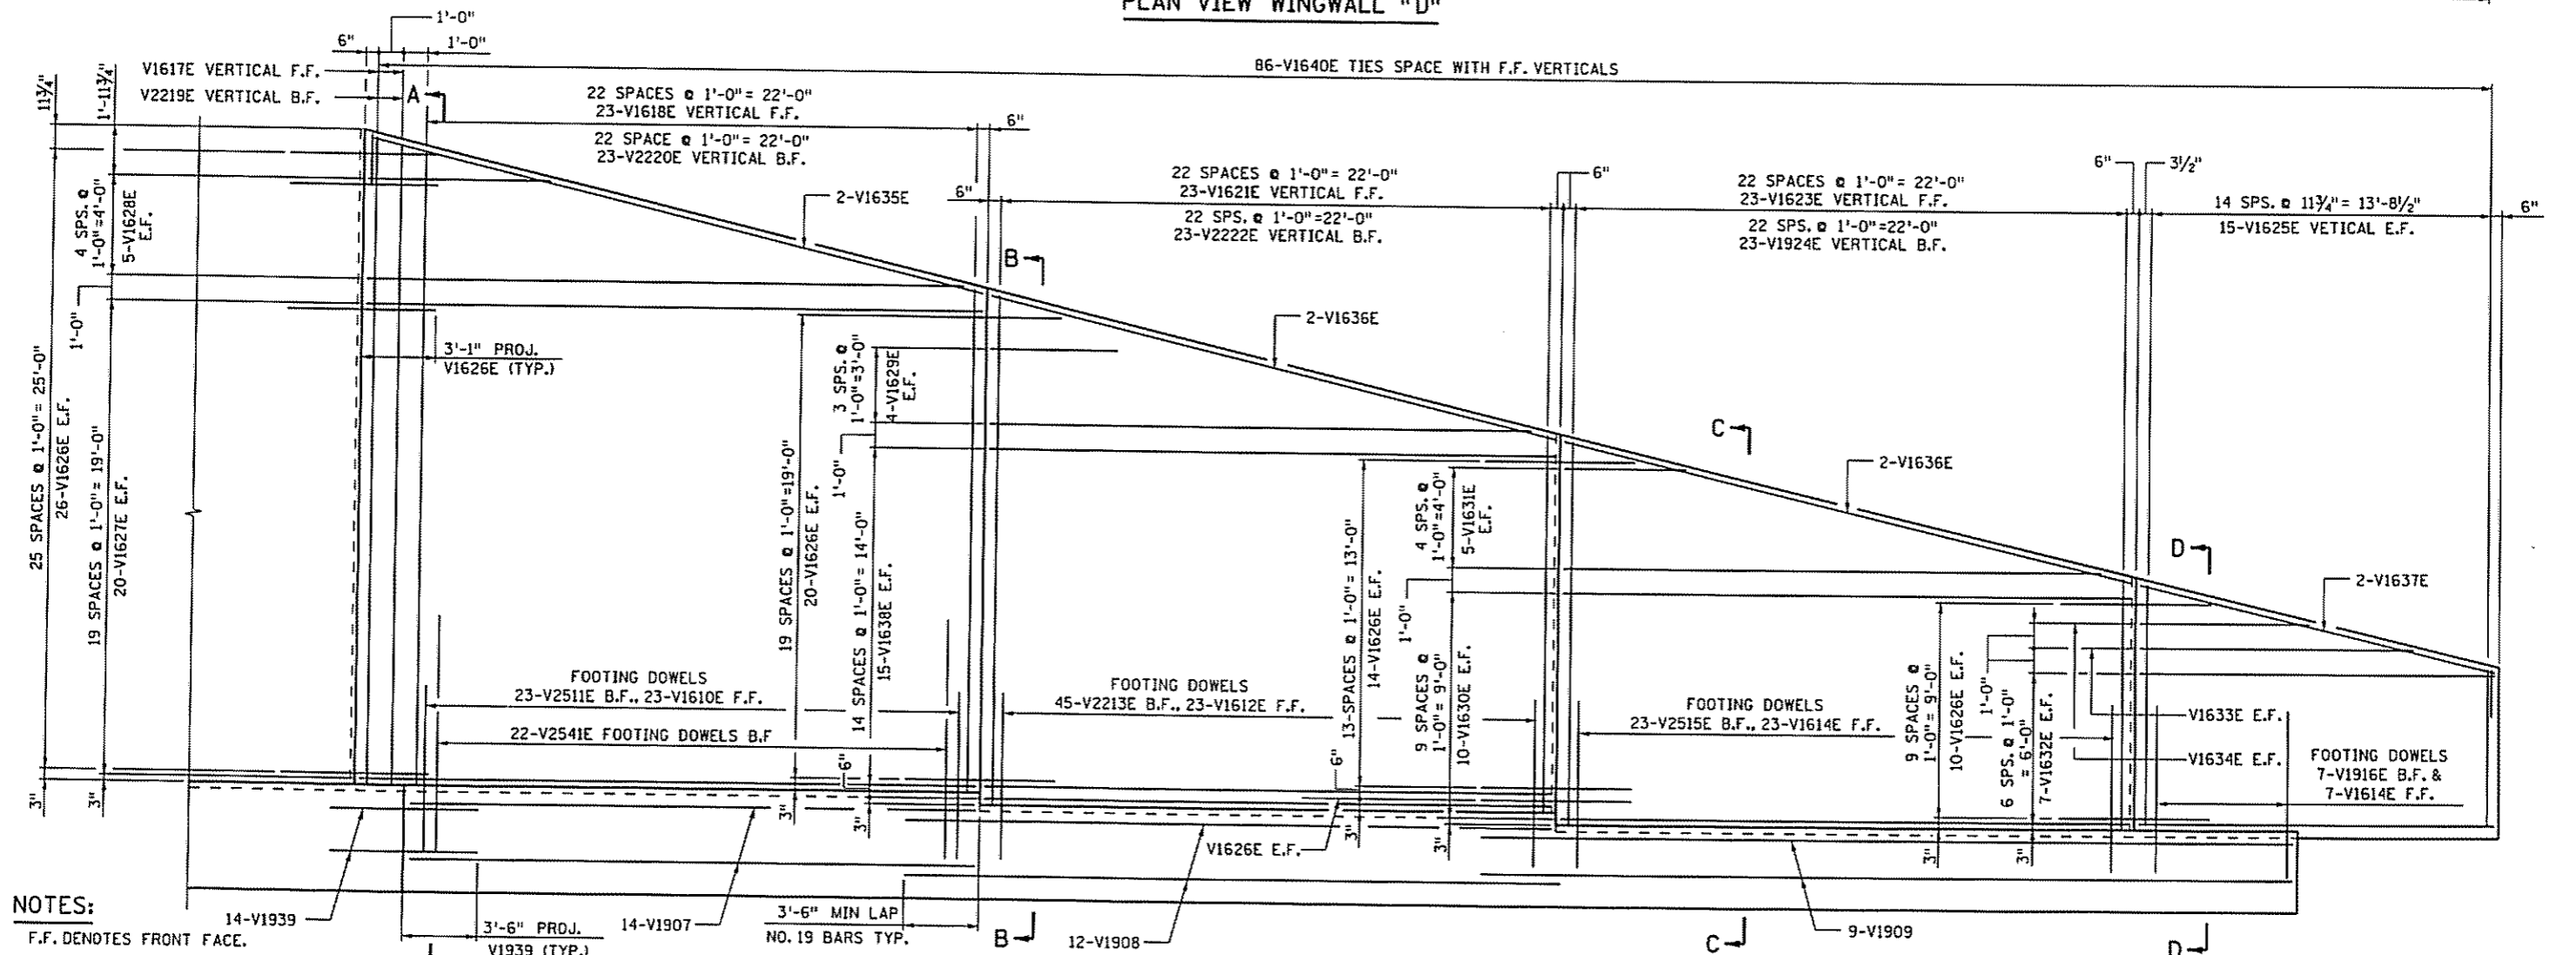 PLAN VIEW WINGWALL "D"
1'-0"
6"
1'-0"
V1617E VERTICAL F.F.
V2219E VERTICAL B.F.
86-V1640E TIES SPACE WITH F.F. VERTICALS
11¾"
1'-11¾"
A
22 SPACES @ 1'-0"= 22'-0"
23-V1618E VERTICAL F.F.
22 SPACE @ 1'-0"= 22'-0"
23-V2220E VERTICAL B.F.
6"
6"
22 SPACES @ 1'-0"= 22'-0"
23-V1621E VERTICAL F.F.
22 SPS. @ 1'-0"=22'-0"
23-V2222E VERTICAL B.F.
6"
22 SPACES @ 1'-0"= 22'-0"
23-V1623E VERTICAL F.F.
22 SPS. @ 1'-0"=22'-0"
23-V1924E VERTICAL B.F.
6"
3½"
14 SPS. @ 11¾"= 13'-8½"
15-V1625E VETICAL E.F.
6"
4 SPS. @
1'-0"=4'-0"
5-V1628E
E.F.
1'-0"
2-V1635E
B
2-V1636E
C
2-V1636E
D
2-V1637E
25 SPACES @ 1'-0"= 25'-0"
26-V1626E E.F.
19 SPACES @ 1'-0"= 19'-0"
20-V1627E E.F.
3'-1" PROJ.
V1626E (TYP.)
19 SPACES @ 1'-0"=19'-0"
20-V1626E E.F.
3 SPS. @
1'-0"=3'-0"
4-V1629E
E.F.
1'-0"
14 SPACES @ 1'-0"= 14'-0"
15-V1638E E.F.
13-SPACES @ 1'-0"= 13'-0"
14-V1626E E.F.
4 SPS. @
1'-0"=4'-0"
5-V1631E
E.F.
1'-0"
9 SPACES @
1'-0"= 9'-0"
10-V1630E E.F.
9 SPACES @
1'-0"= 9'-0"
10-V1626E E.F.
1'-0"
6 SPS. @ 1'-0"
= 6'-0"
7-V1632E E.F.
V1633E E.F.
V1634E E.F.
FOOTING DOWELS
23-V2511E B.F., 23-V1610E F.F.
22-V2541E FOOTING DOWELS B.F
FOOTING DOWELS
45-V2213E B.F., 23-V1612E F.F.
FOOTING DOWELS
23-V2515E B.F., 23-V1614E F.F.
FOOTING DOWELS
7-V1916E B.F. &
7-V1614E F.F.
6"
6"
3"
3"
3"
3"
3"
3"
3"
3"
V1626E E.F.
NOTES:
F.F. DENOTES FRONT FACE.
14-V1939
3'-6" PROJ.
V1939 (TYP.)
14-V1907
3'-6" MIN LAP
NO. 19 BARS TYP.
B
12-V1908
C
9-V1909
D